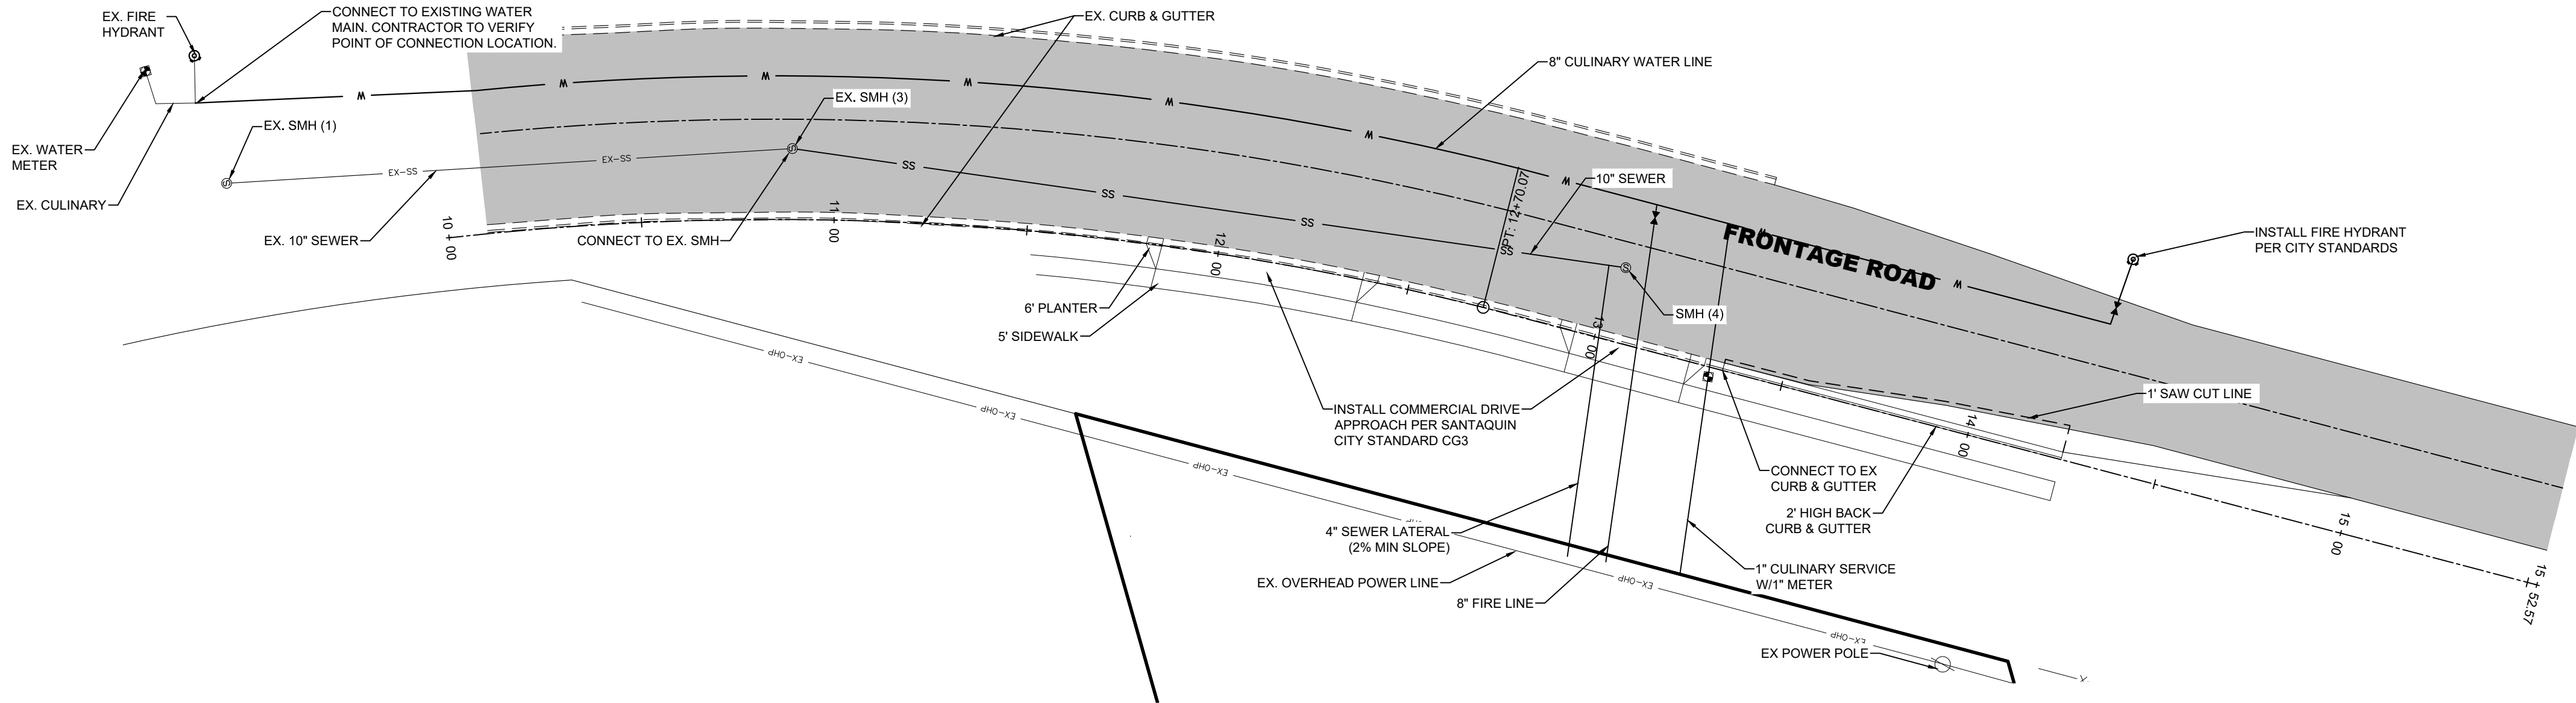 EX. FIRE
HYDRANT
CONNECT TO EXISTING WATER
MAIN. CONTRACTOR TO VERIFY
POINT OF CONNECTION LOCATION.
EX. CURB & GUTTER
8" CULINARY WATER LINE
W
W
W
W
W
W
W
W
W
EX. SMH (3)
EX. SMH (1)
EX. WATER
METER
EX. CULINARY
S
S
EX-SS
EX-SS
EX. 10" SEWER
CONNECT TO EX. SMH
SS
SS
SS
SS
10" SEWER
PT: 12+70.07
S
SMH (4)
FRONTAGE ROAD
INSTALL FIRE HYDRANT
PER CITY STANDARDS
10 + 00
11 00
12 00
13 00
14 00
15 + 00
15 + 52.57
6' PLANTER
5' SIDEWALK
INSTALL COMMERCIAL DRIVE
APPROACH PER SANTAQUIN
CITY STANDARD CG3
1' SAW CUT LINE
CONNECT TO EX
CURB & GUTTER
2' HIGH BACK
CURB & GUTTER
EX-OHP
EX-OHP
EX-OHP
EX-OHP
EX-OHP
4" SEWER LATERAL
(2% MIN SLOPE)
EX. OVERHEAD POWER LINE
8" FIRE LINE
1" CULINARY SERVICE
W/1" METER
EX POWER POLE